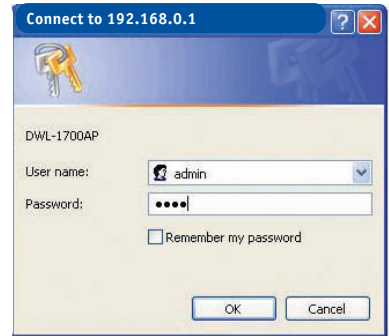 Connect to 192.168.0.1
DWL-1700AP
User name:
admin
Password:
••••
Remember my password
OK
Cancel